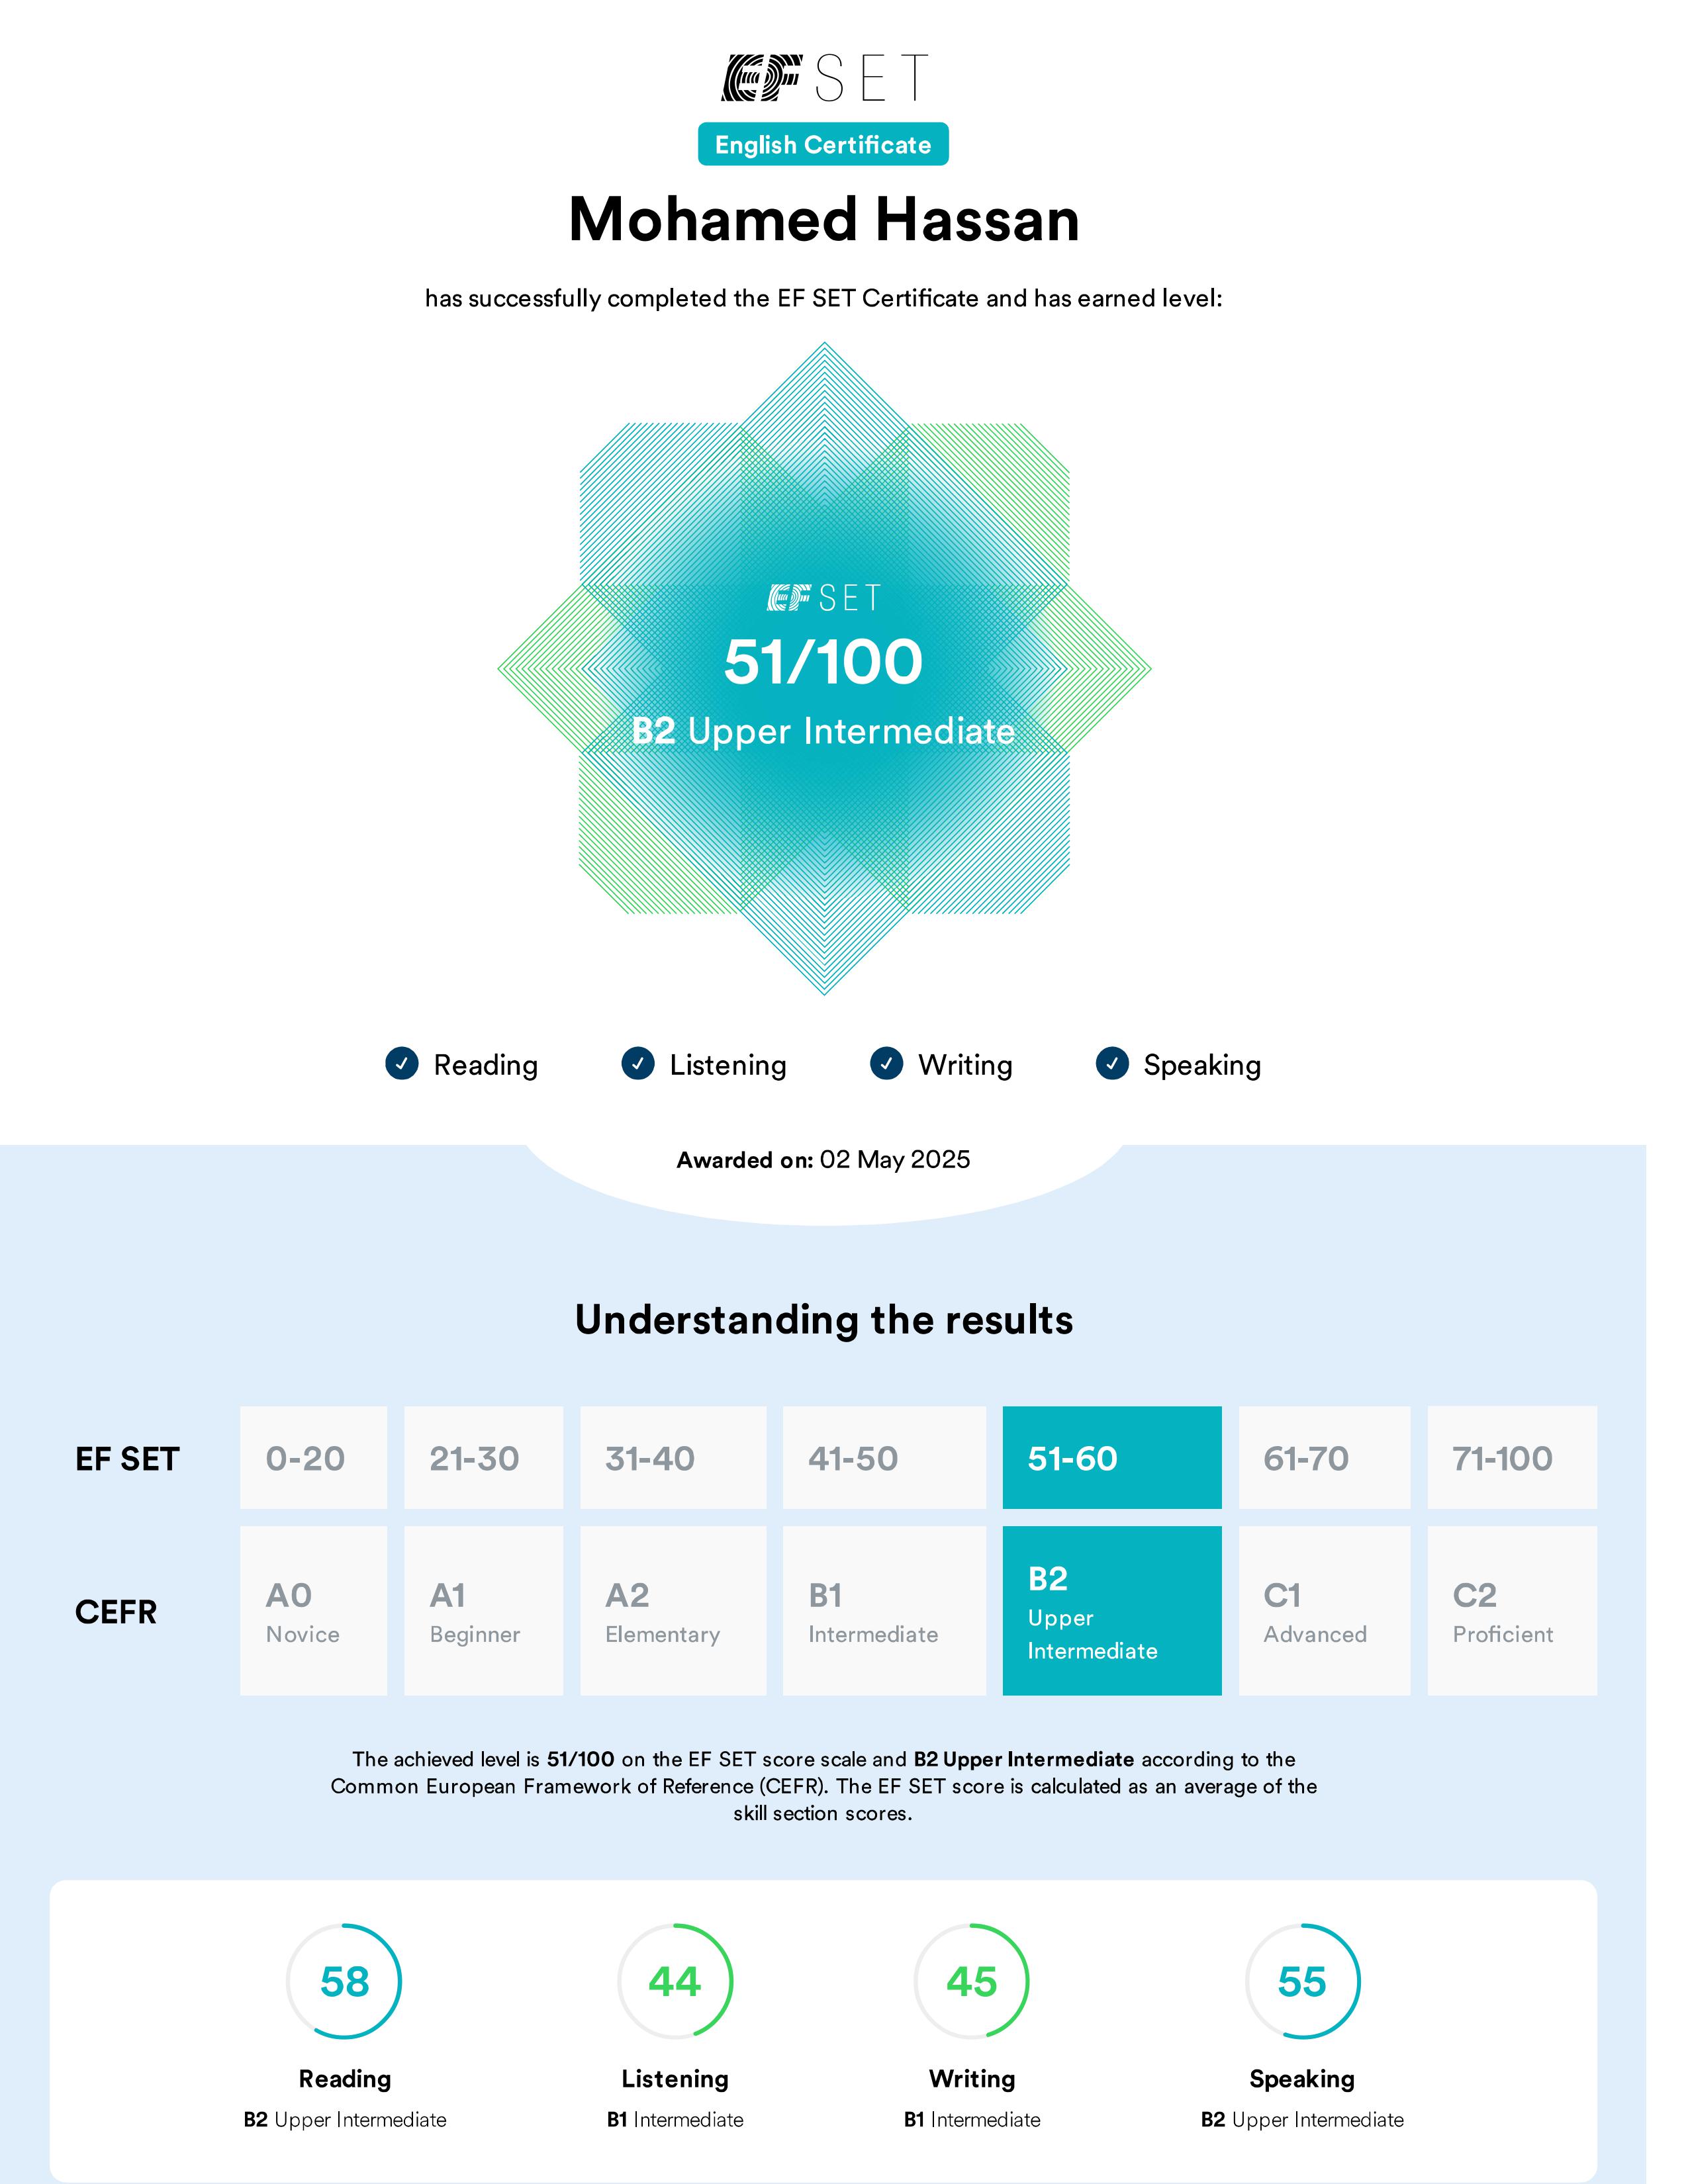 EF SET
English Certificate
Mohamed Hassan
has successfully completed the EF SET Certificate and has earned level:
EF SET
51/100
B2 Upper Intermediate
Reading Listening Writing Speaking
Awarded on: 02 May 2025
Understanding the results
EF SET 0-20 21-30 31-40 41-50 51-60 61-70 71-100
CEFR
A0 Novice
A1 Beginner
A2 Elementary
B1 Intermediate
B2 Upper Intermediate
C1 Advanced
C2 Proficient
The achieved level is 51/100 on the EF SET score scale and B2 Upper Intermediate according to the
Common European Framework of Reference (CEFR). The EF SET score is calculated as an average of the
skill section scores.
58 44 45 55
Reading Listening Writing Speaking
B2 Upper Intermediate B1 Intermediate B1 Intermediate B2 Upper Intermediate